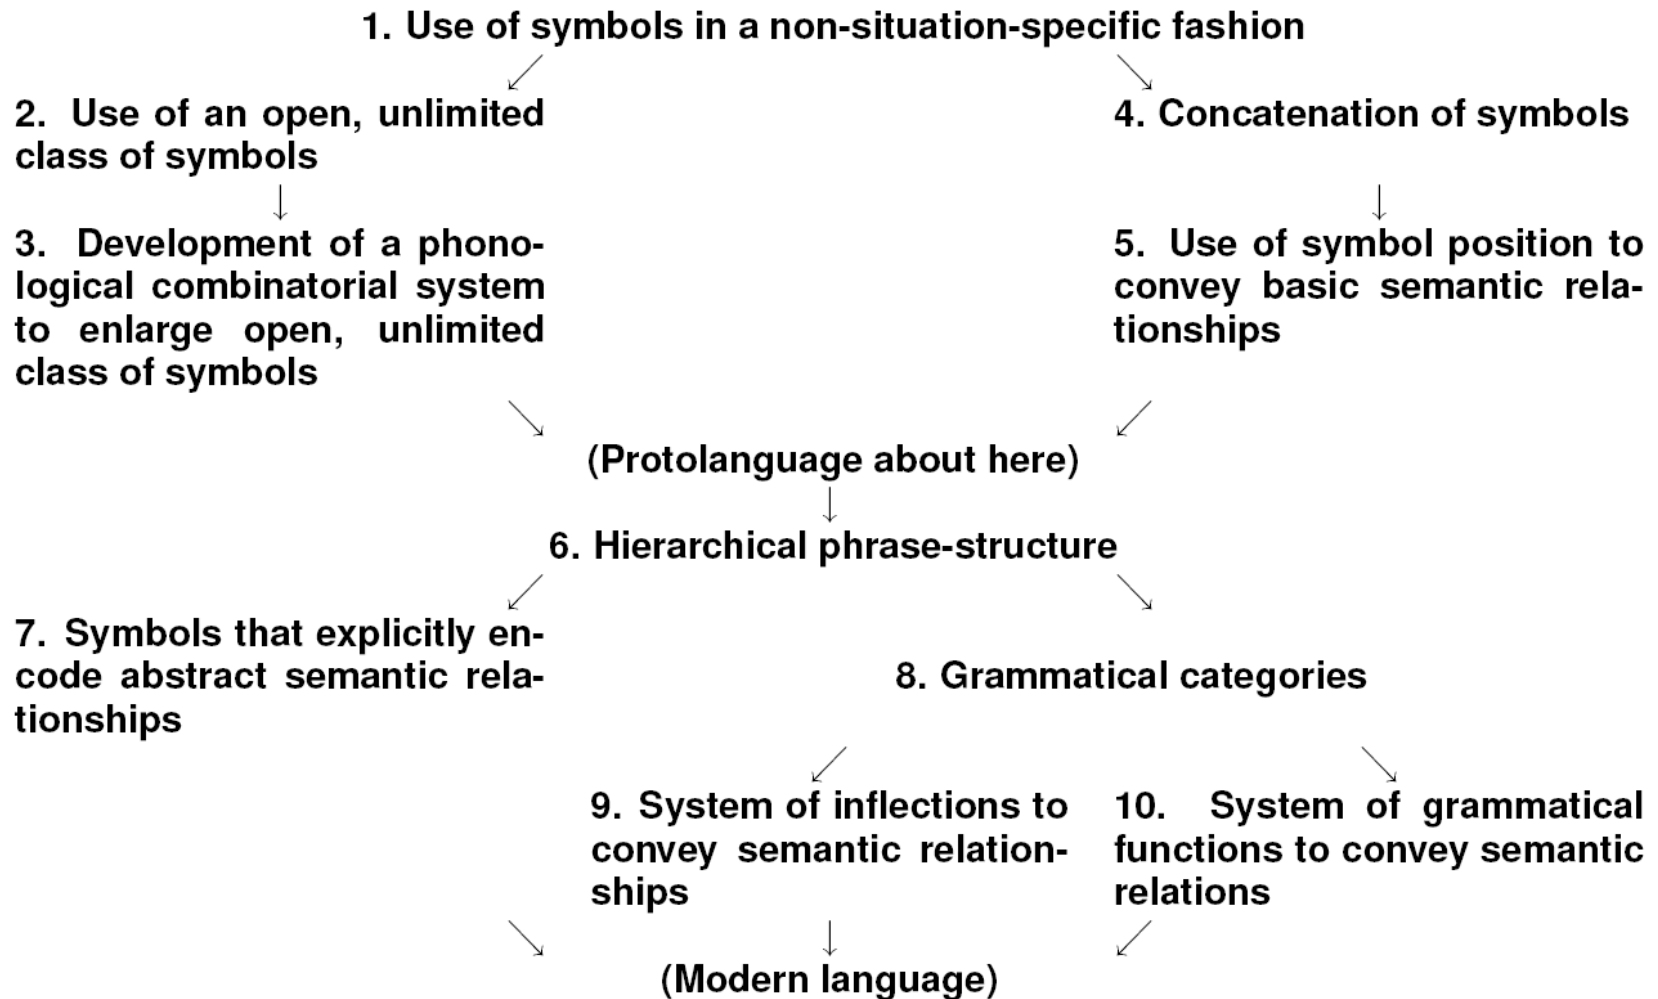 1. Use of symbols in a non-situation-specific fashion
2. Use of an open, unlimited
class of symbols
4. Concatenation of symbols
3. Development of a phono-
logical combinatorial system
to enlarge open, unlimited
class of symbols
5. Use of symbol position to
convey basic semantic rela-
tionships
(Protolanguage about here)
6. Hierarchical phrase-structure
7. Symbols that explicitly en-
code abstract semantic rela-
tionships
8. Grammatical categories
9. System of inflections to
convey semantic relation-
ships
10. System of grammatical
functions to convey semantic
relations
(Modern language)